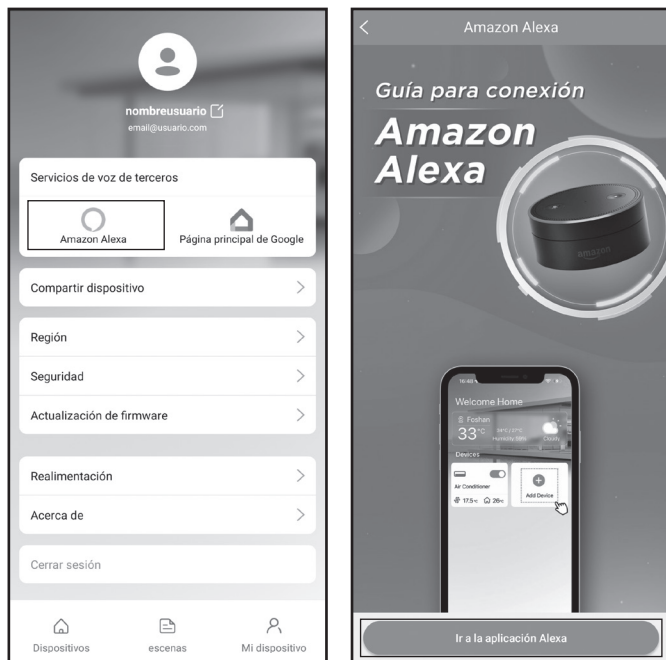 nombreusuario
email@usuario.com
Servicios de voz de terceros
Amazon Alexa
Página principal de Google
Compartir dispositivo
Región
Seguridad
Actualización de firmware
Realimentación
Acerca de
Cerrar sesión
Dispositivos
escenas
Mi dispositivo
Amazon Alexa
Guía para conexión
Amazon
Alexa
amazon
Welcome Home
Foshan
33°C
Humidity
Cloudy
Devices
Air Conditioner
17.5°C
26°C
Add Device
Ir a la aplicación Alexa